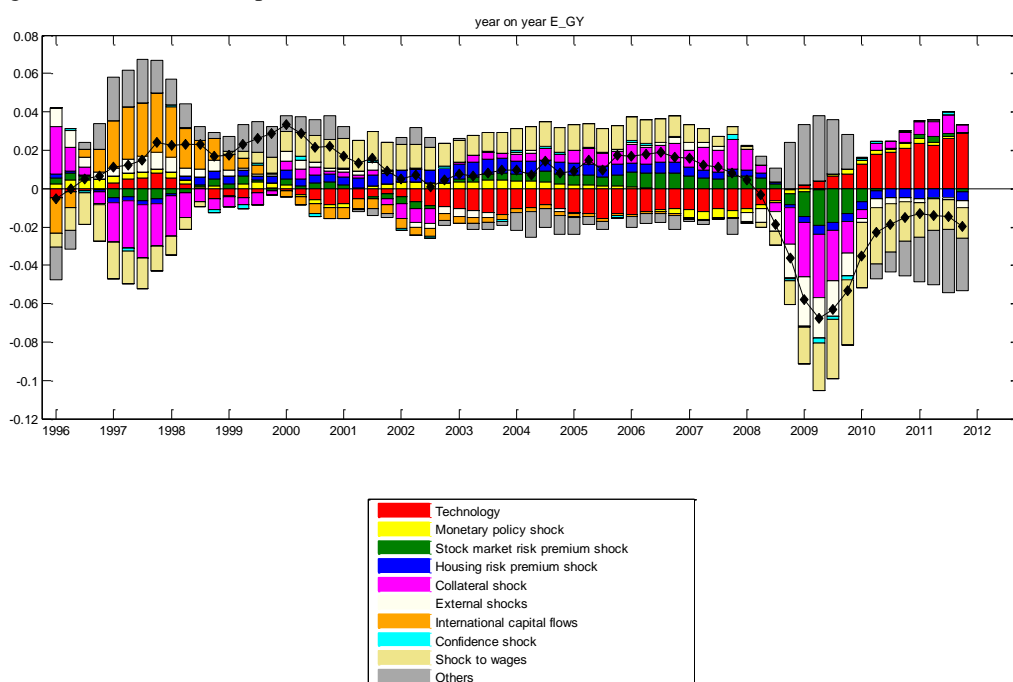 year on year E_GY
0.08
0.06
0.04
0.02
0
-0.02
-0.04
-0.06
-0.08
-0.1
-0.12
1996 1997 1998 1999 2000 2001 2002 2003 2004 2005 2006 2007 2008 2009 2010 2011 2012
Technology
Monetary policy shock
Stock market risk premium shock
Housing risk premium shock
Collateral shock
External shocks
International capital flows
Confidence shock
Shock to wages
Others